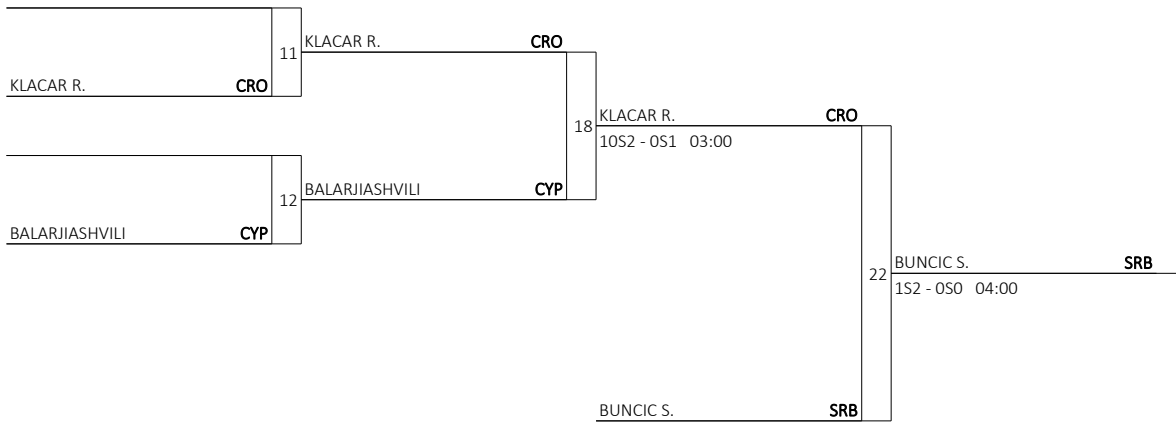 11
KLACAR R. CRO
KLACAR R. CRO
18
KLACAR R. CRO
10S2 - 0S1 03:00
12
BALARJIASHVILI CYP
BALARJIASHVILI CYP
22
BUNCIC S. SRB
1S2 - 0S0 04:00
BUNCIC S. SRB